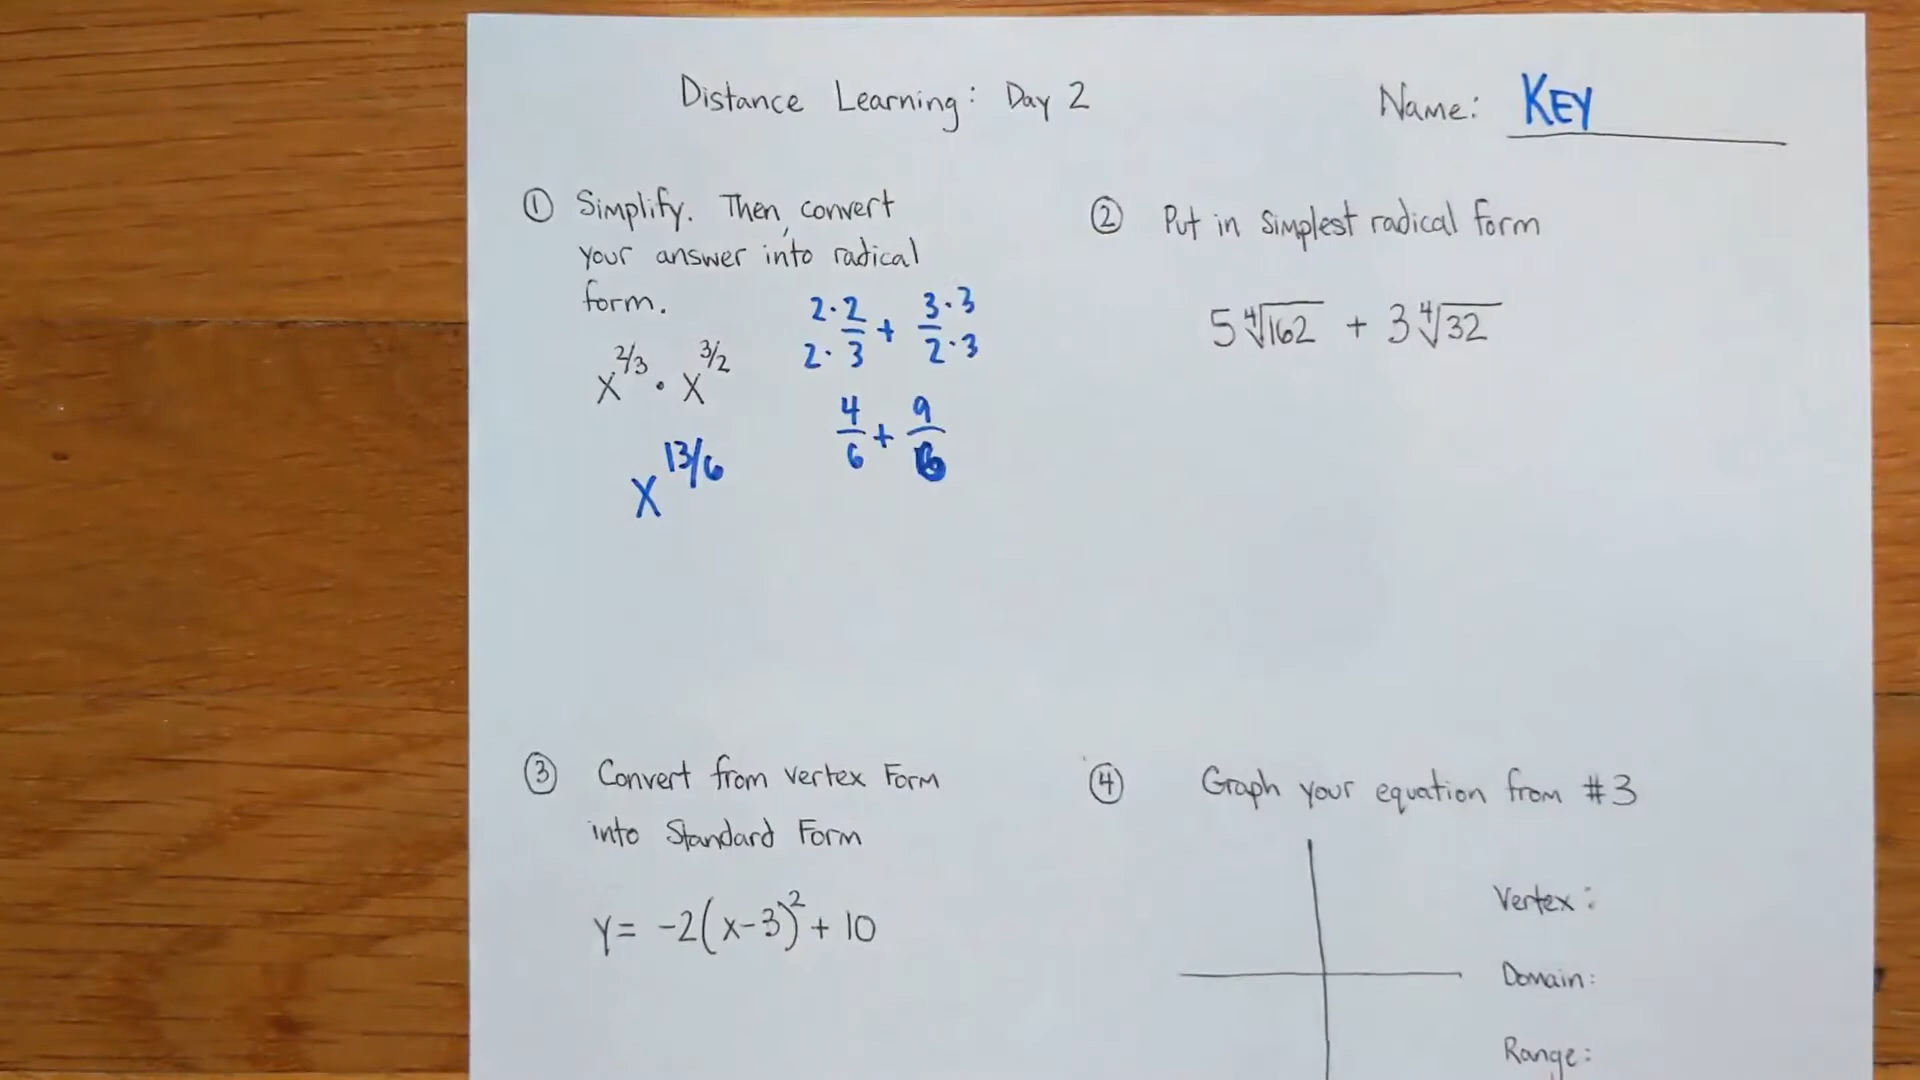 Distance Learning: Day 2
Name: KEY
① Simplify. Then, convert
your answer into radical
form.
x^2/3 · x^3/2
2·2/2·3 + 3·3/2·3
4/6 + 9/6
x^13/6
② Put in simplest radical form
5∜162 + 3∜32
③ Convert from vertex Form
into Standard Form
y = -2(x-3)² + 10
④ Graph your equation from #3
Vertex:
Domain:
Range: